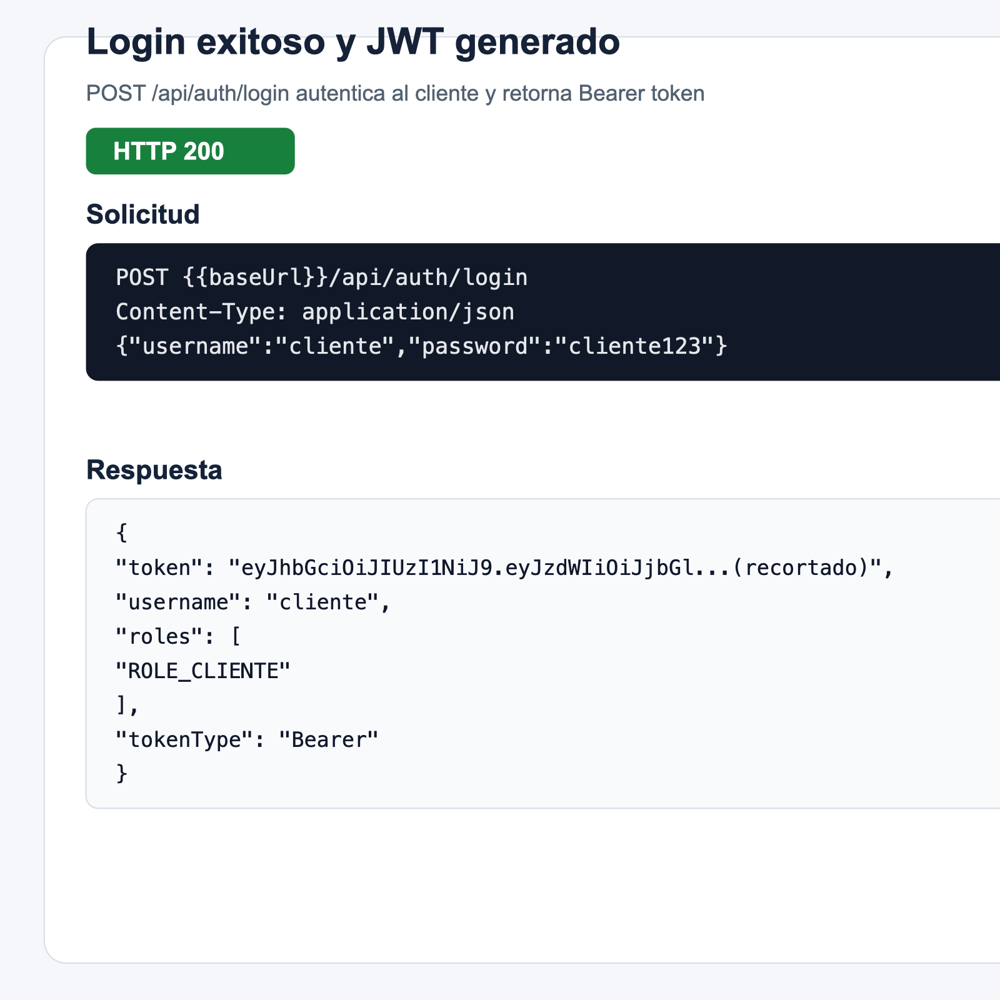 Login exitoso y JWT generado
POST /api/auth/login autentica al cliente y retorna Bearer token
HTTP 200
Solicitud
POST {{baseUrl}}/api/auth/login
Content-Type: application/json
{"username":"cliente","password":"cliente123"}
Respuesta
{
"token": "eyJhbGciOiJIUzI1NiJ9.eyJzdWIiOiJjbGl...(recortado)",
"username": "cliente",
"roles": [
"ROLE_CLIENTE"
],
"tokenType": "Bearer"
}